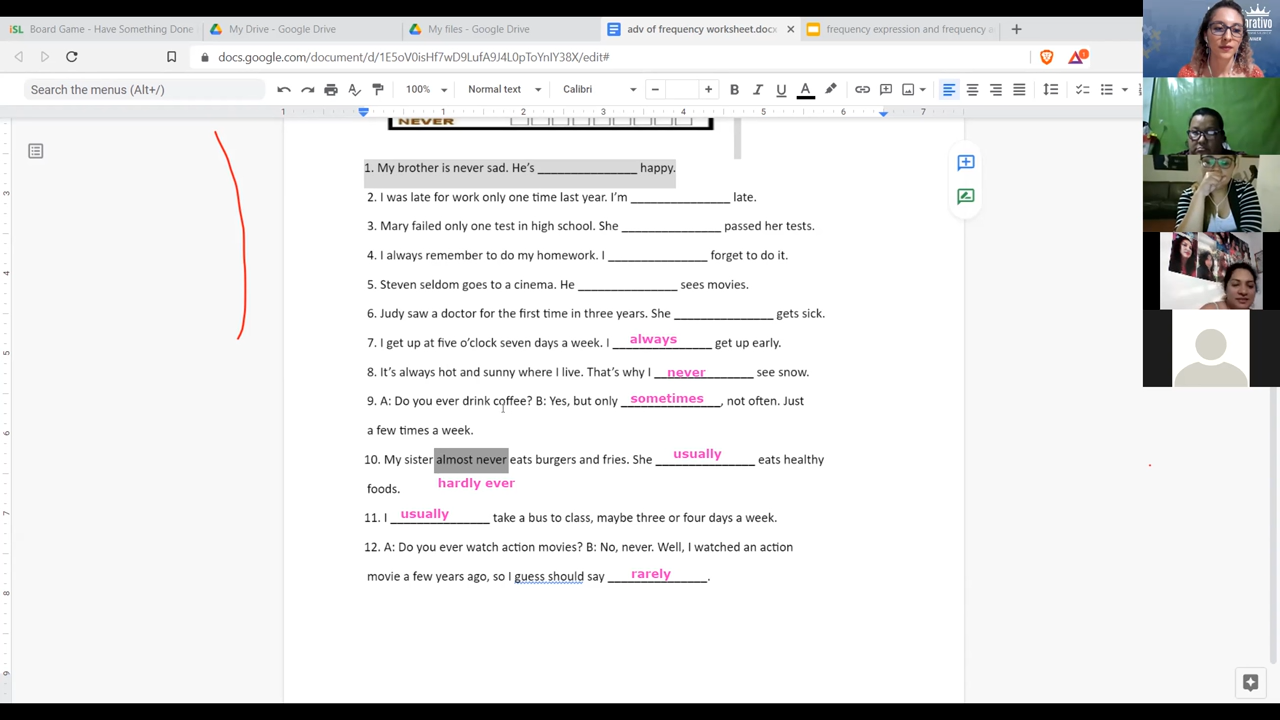 Board Game - Have Something Done
My Drive - Google Drive
My files - Google Drive
adv of frequency worksheet.docx
frequency expression and frequency a
docs.google.com/document/d/1E5oV0isHf7wD9LufA9J4L0pToYnIY38X/edit#
Search the menus (Alt+/)
100%
Normal text
Calibri
NEVER
1. My brother is never sad. He's _______________ happy.
2. I was late for work only one time last year. I'm _______________ late.
3. Mary failed only one test in high school. She _______________ passed her tests.
4. I always remember to do my homework. I _______________ forget to do it.
5. Steven seldom goes to a cinema. He _______________ sees movies.
6. Judy saw a doctor for the first time in three years. She _______________ gets sick.
7. I get up at five o'clock seven days a week. I always get up early.
8. It's always hot and sunny where I live. That's why I never see snow.
9. A: Do you ever drink coffee? B: Yes, but only sometimes, not often. Just
a few times a week.
10. My sister almost never eats burgers and fries. She usually eats healthy
foods. hardly ever
11. I usually take a bus to class, maybe three or four days a week.
12. A: Do you ever watch action movies? B: No, never. Well, I watched an action
movie a few years ago, so I guess should say rarely.